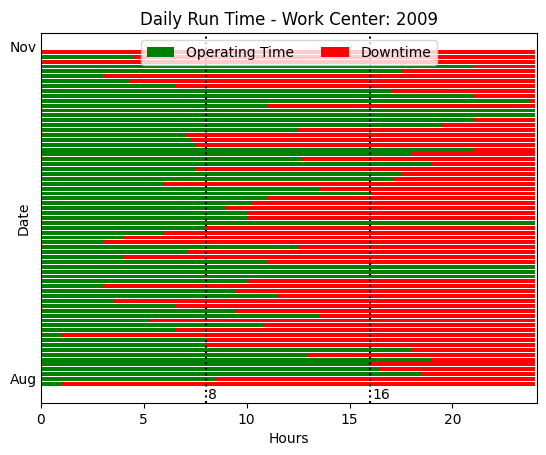 Daily Run Time - Work Center: 2009
Operating Time Downtime
Nov
Date
Aug
8 16
0 5 10 15 20
Hours